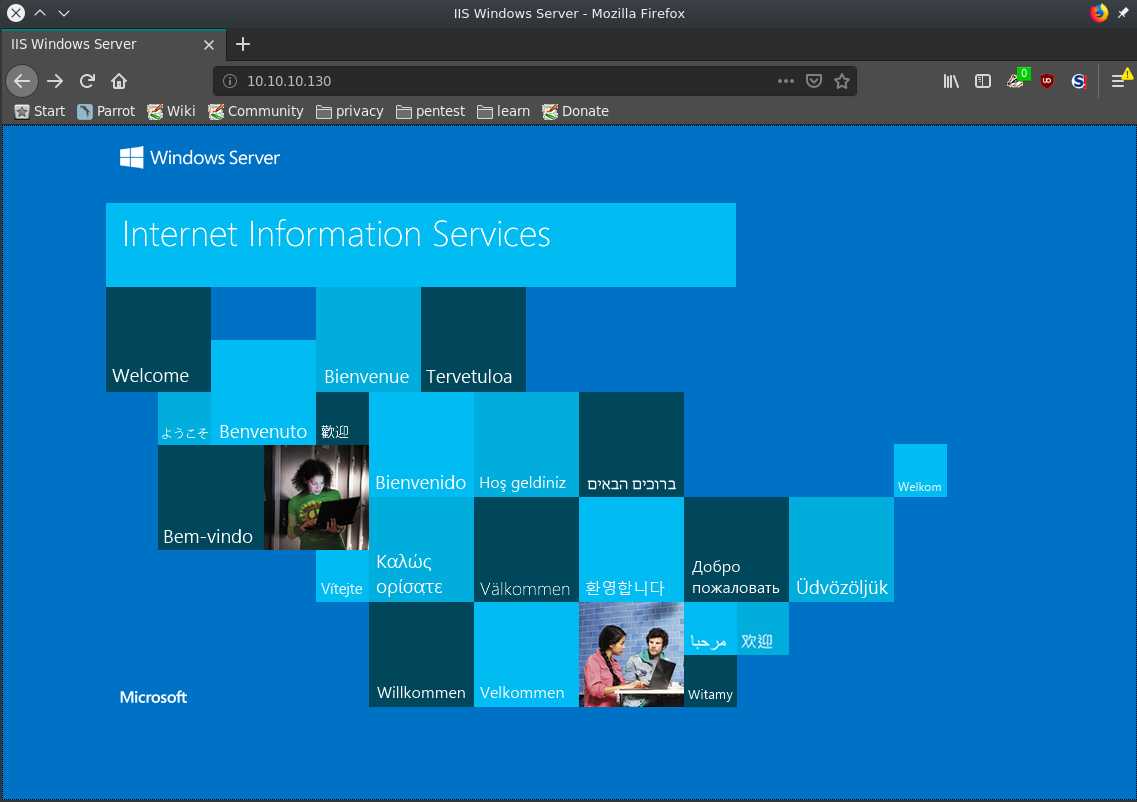 IIS Windows Server - Mozilla Firefox
IIS Windows Server
10.10.10.130
0
Start Parrot Wiki Community privacy pentest learn Donate
Windows Server
Internet Information Services
Welcome
Bienvenue
Tervetuloa
ようこそ
Benvenuto
歡迎
Bienvenido
Hoş geldiniz
ברוכים הבאים
Welkom
Bem-vindo
Vítejte
Καλώς
ορίσατε
Välkommen
환영합니다
Добро
пожаловать
Üdvözöljük
Willkommen
Velkommen
مرحبا
欢迎
Witamy
Microsoft